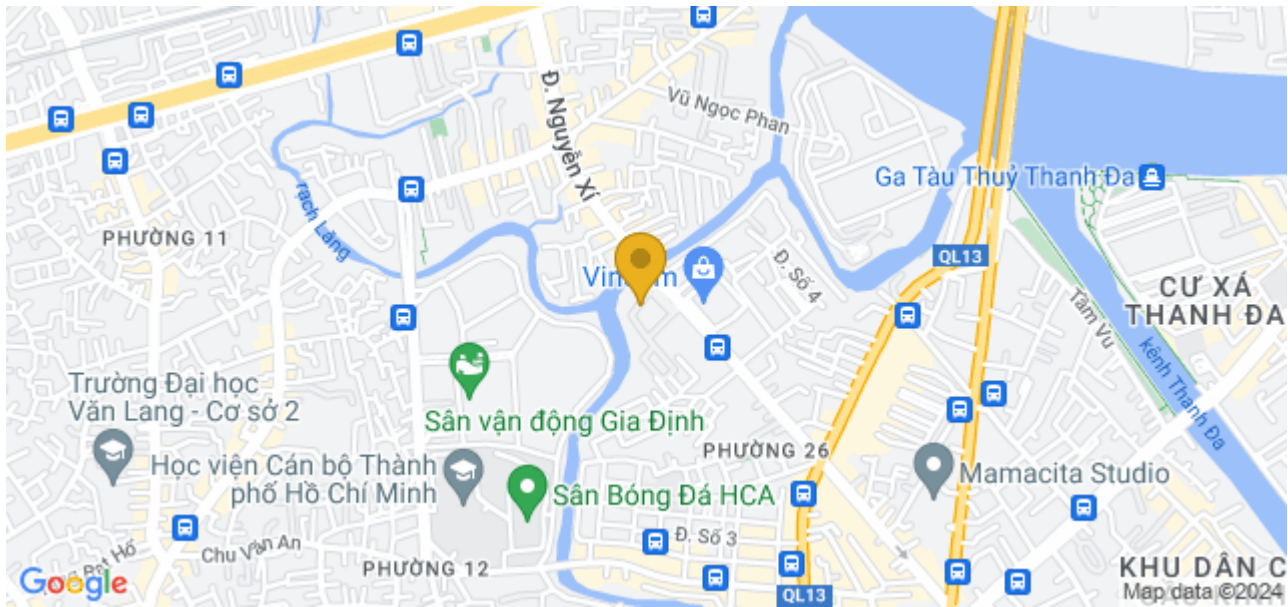 Vũ Ngọc Phan
Đ. Nguyễn Xí
Ga Tàu Thuỷ Thanh Đa
rạch Lăng
PHƯỜNG 11
QL13
Đ. Số 4
CƯ XÁ
THANH ĐA
Tầm Vu
kênh Thanh Đa
Trường Đại học
Văn Lang - Cơ sở 2
Sân vận động Gia Định
PHƯỜNG 26
Học viện Cán bộ Thành
phố Hồ Chí Minh
Mamacita Studio
Sân Bóng Đá HCA
Đ. Số 3
Chu Văn An
PHƯỜNG 12
QL13
KHU DÂN C
Google
Map data ©2024